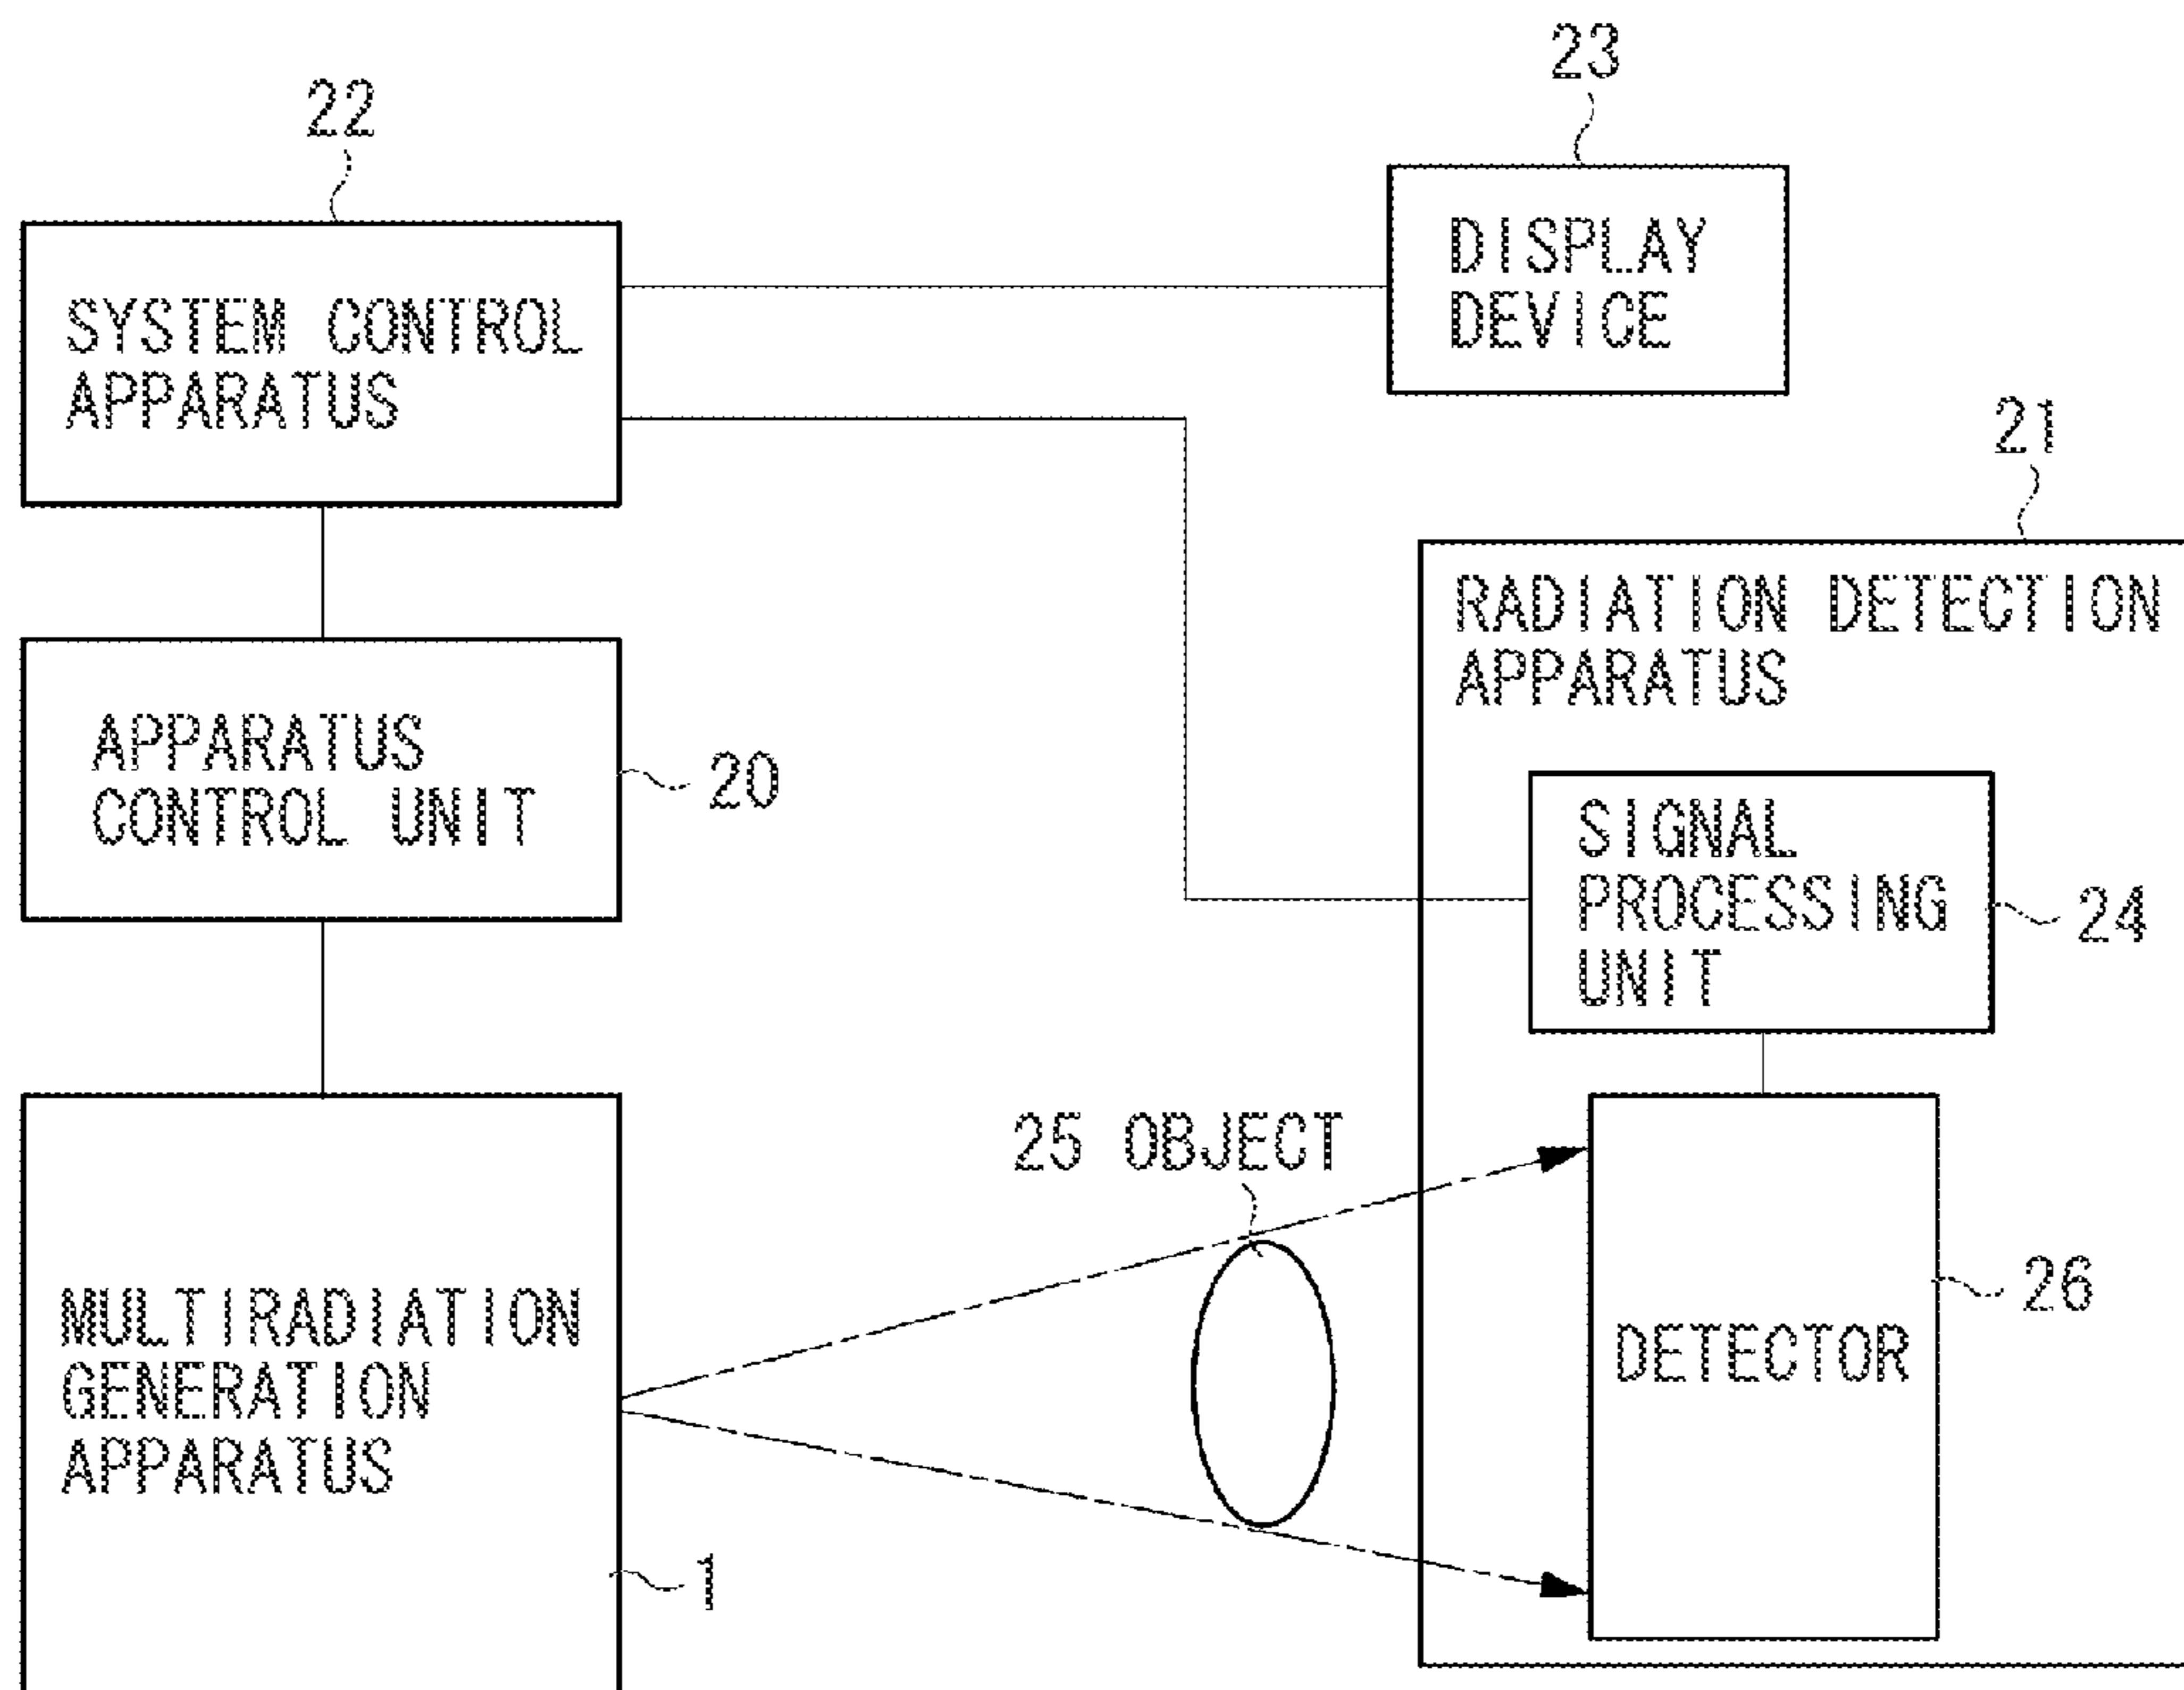 23
22
DISPLAY
DEVICE
SYSTEM CONTROL
APPARATUS
21
RADIATION DETECTION
APPARATUS
APPARATUS
CONTROL UNIT
20
SIGNAL
PROCESSING
UNIT
24
25 OBJECT
26
MULTIRADIATION
GENERATION
APPARATUS
DETECTOR
1